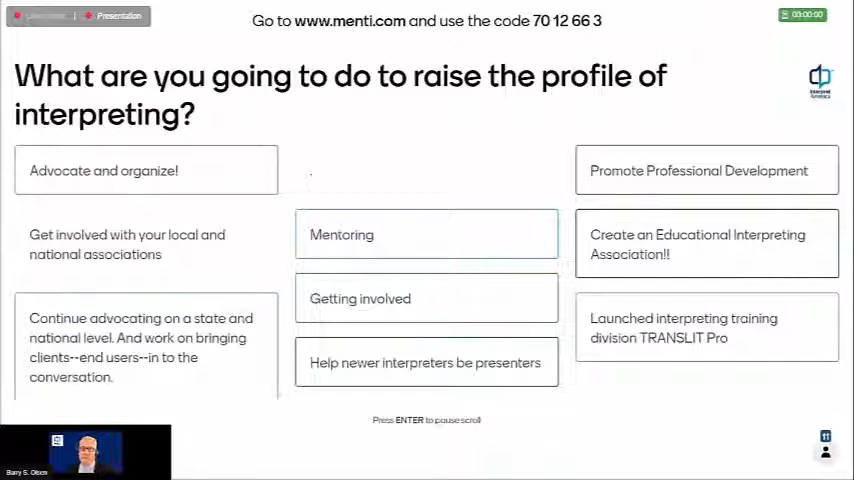 Presentation
Go to www.menti.com and use the code 70 12 66 3
00:00:00
What are you going to do to raise the profile of
interpreting?
Interpret
America
Advocate and organize!
Get involved with your local and
national associations
Continue advocating on a state and
national level. And work on bringing
clients--end users--in to the
conversation.
Mentoring
Getting involved
Help newer interpreters be presenters
Promote Professional Development
Create an Educational Interpreting
Association!!
Launched interpreting training
division TRANSLIT Pro
Press ENTER to pause scroll
11
Barry S. Olsen